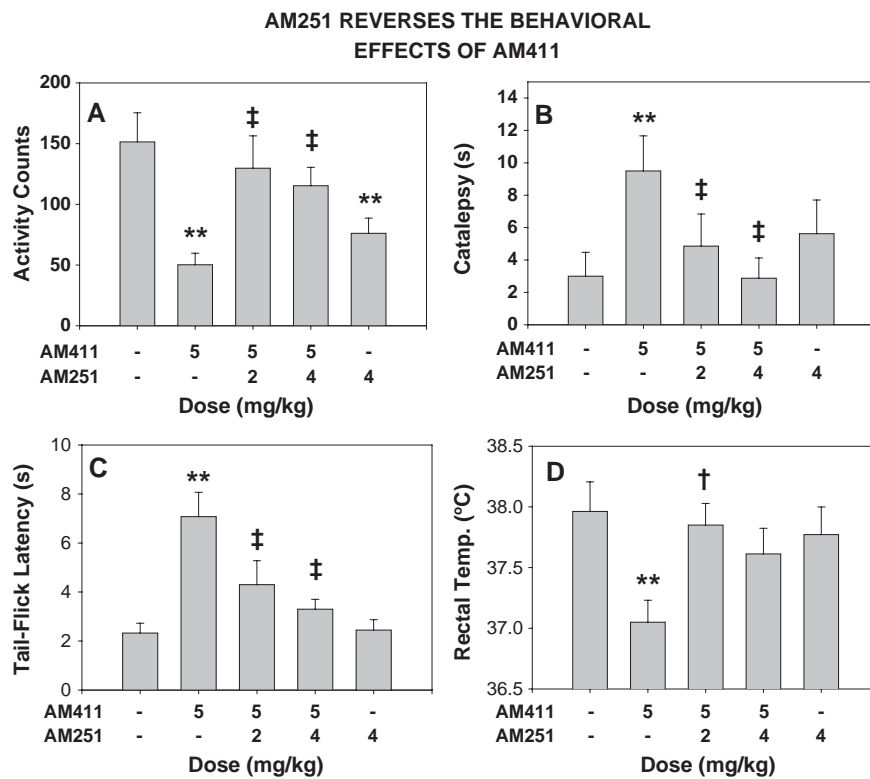 AM251 REVERSES THE BEHAVIORAL
EFFECTS OF AM411
A
Activity Counts
200
150
100
50
0
**
‡
‡
**
AM411 - 5 5 5 -
AM251 - - 2 4 4
Dose (mg/kg)
B
Catalepsy (s)
14
12
10
8
6
4
2
0
**
‡
‡
AM411 - 5 5 5 -
AM251 - - 2 4 4
Dose (mg/kg)
C
Tail-Flick Latency (s)
10
8
6
4
2
0
**
‡
‡
AM411 - 5 5 5 -
AM251 - - 2 4 4
Dose (mg/kg)
D
Rectal Temp. (ºC)
38.5
38.0
37.5
37.0
36.5
**
†
AM411 - 5 5 5 -
AM251 - - 2 4 4
Dose (mg/kg)